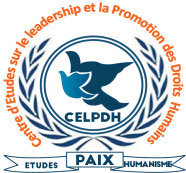 Centre d'Etudes sur le leadership et la Promotion des Droits Humains
CELPDH
ETUDES PAIX HUMANISME